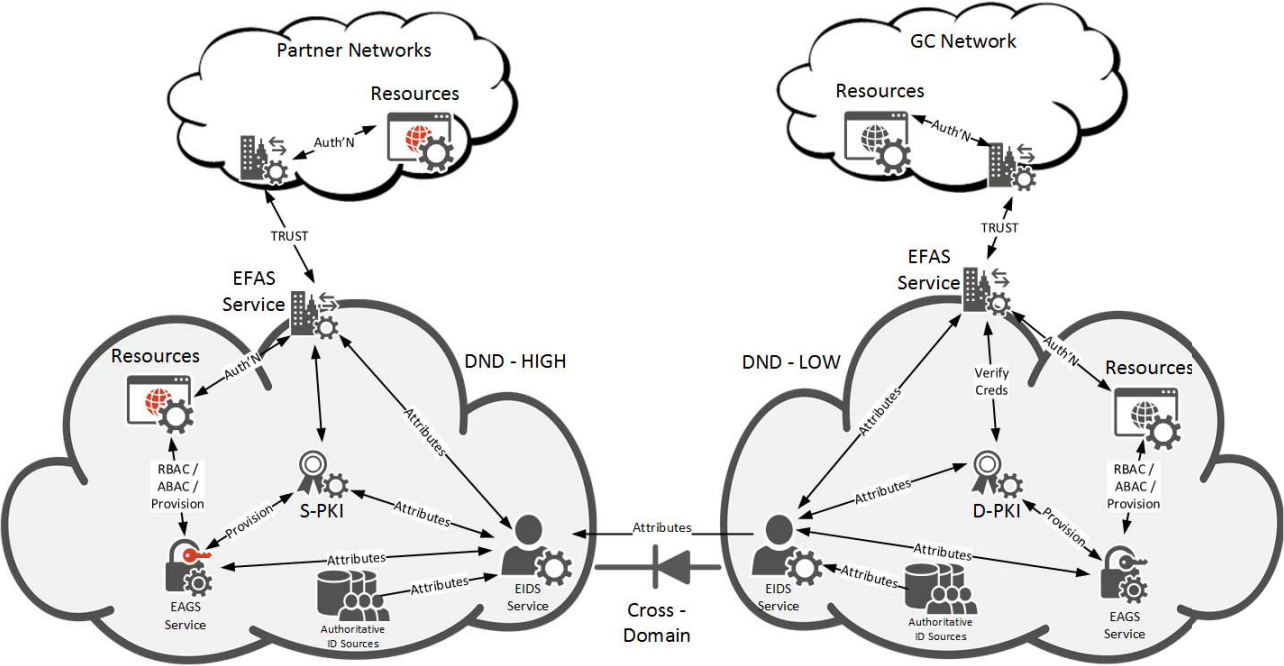 Partner Networks
Resources
Auth'N
TRUST
EFAS
Service
DND - HIGH
Resources
Auth'N
Attributes
RBAC /
ABAC /
Provision
S-PKI
Provision
Attributes
Attributes
Attributes
EAGS
Service
Authoritative
ID Sources
EIDS
Service
Attributes
Cross -
Domain
GC Network
Resources
Auth'N
TRUST
EFAS
Service
DND - LOW
Auth'N
Resources
Verify
Creds
Attributes
Attributes
D-PKI
Provision
RBAC /
ABAC /
Provision
Attributes
Attributes
EIDS
Service
Authoritative
ID Sources
EAGS
Service